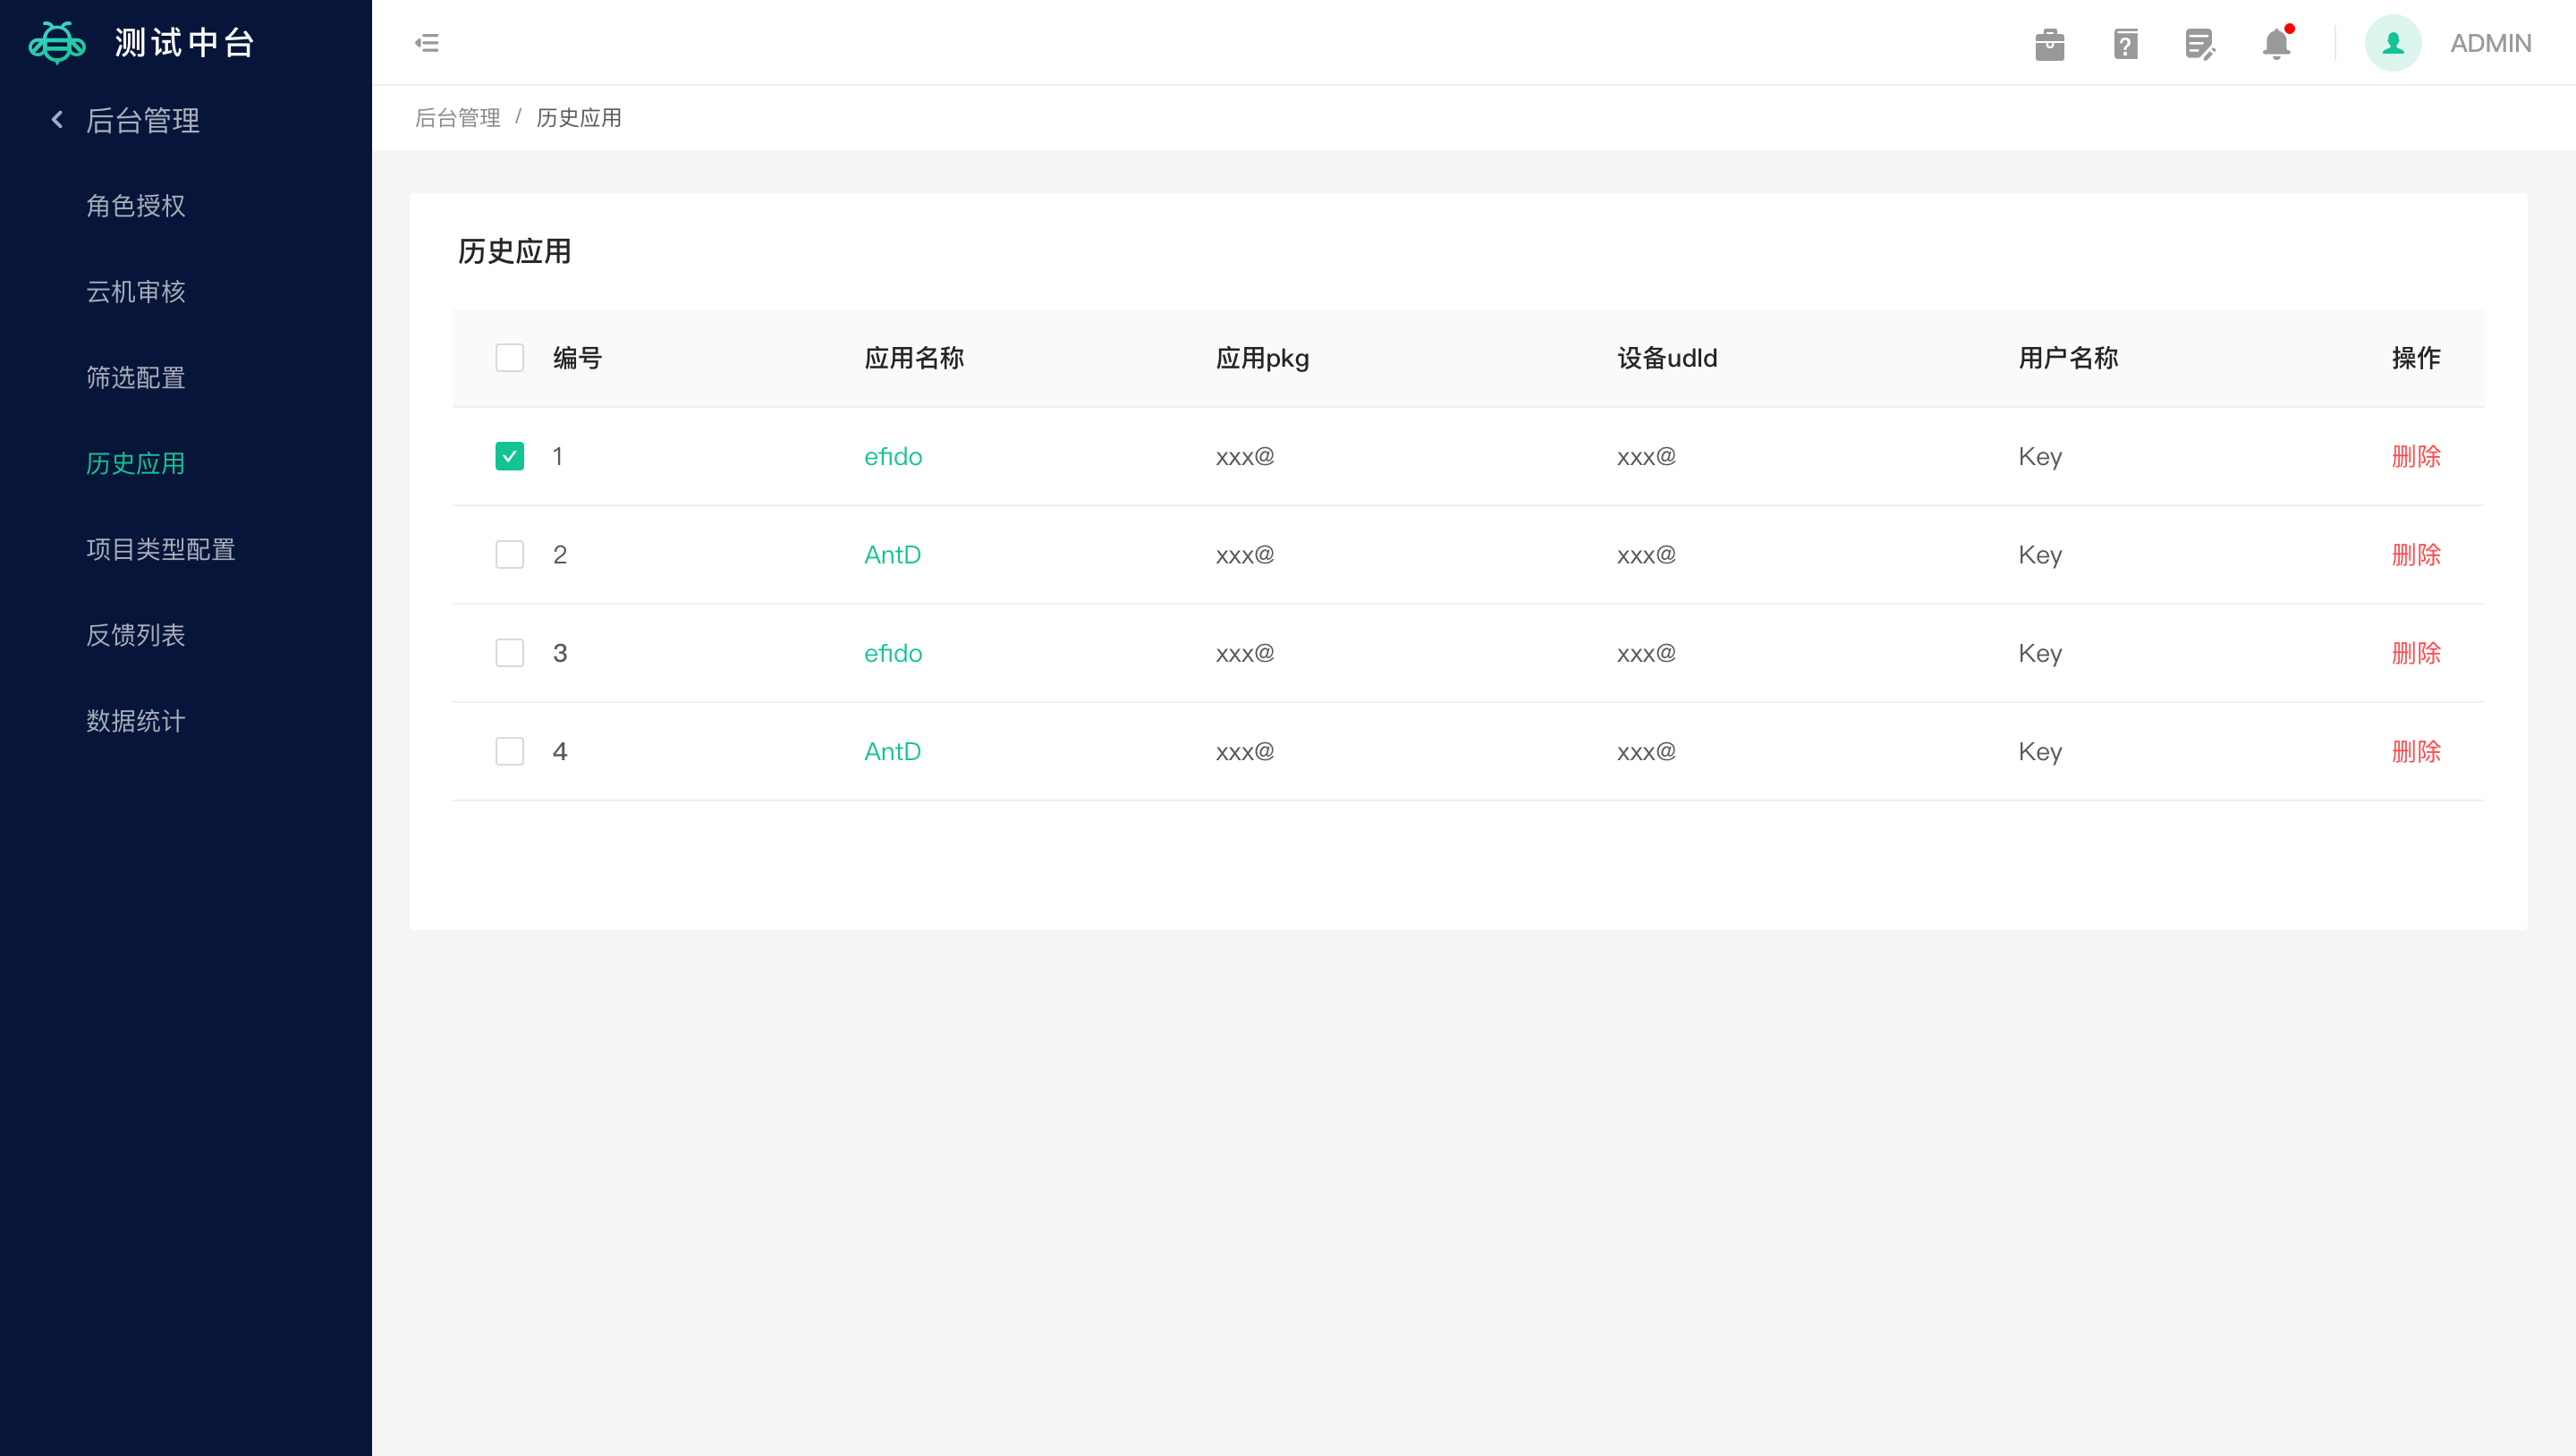 测试中台
ADMIN
后台管理
后台管理 / 历史应用
角色授权
云机审核
筛选配置
历史应用
项目类型配置
反馈列表
数据统计
历史应用
编号 应用名称 应用pkg 设备udId 用户名称 操作
1 efido xxx@ xxx@ Key 删除
2 AntD xxx@ xxx@ Key 删除
3 efido xxx@ xxx@ Key 删除
4 AntD xxx@ xxx@ Key 删除